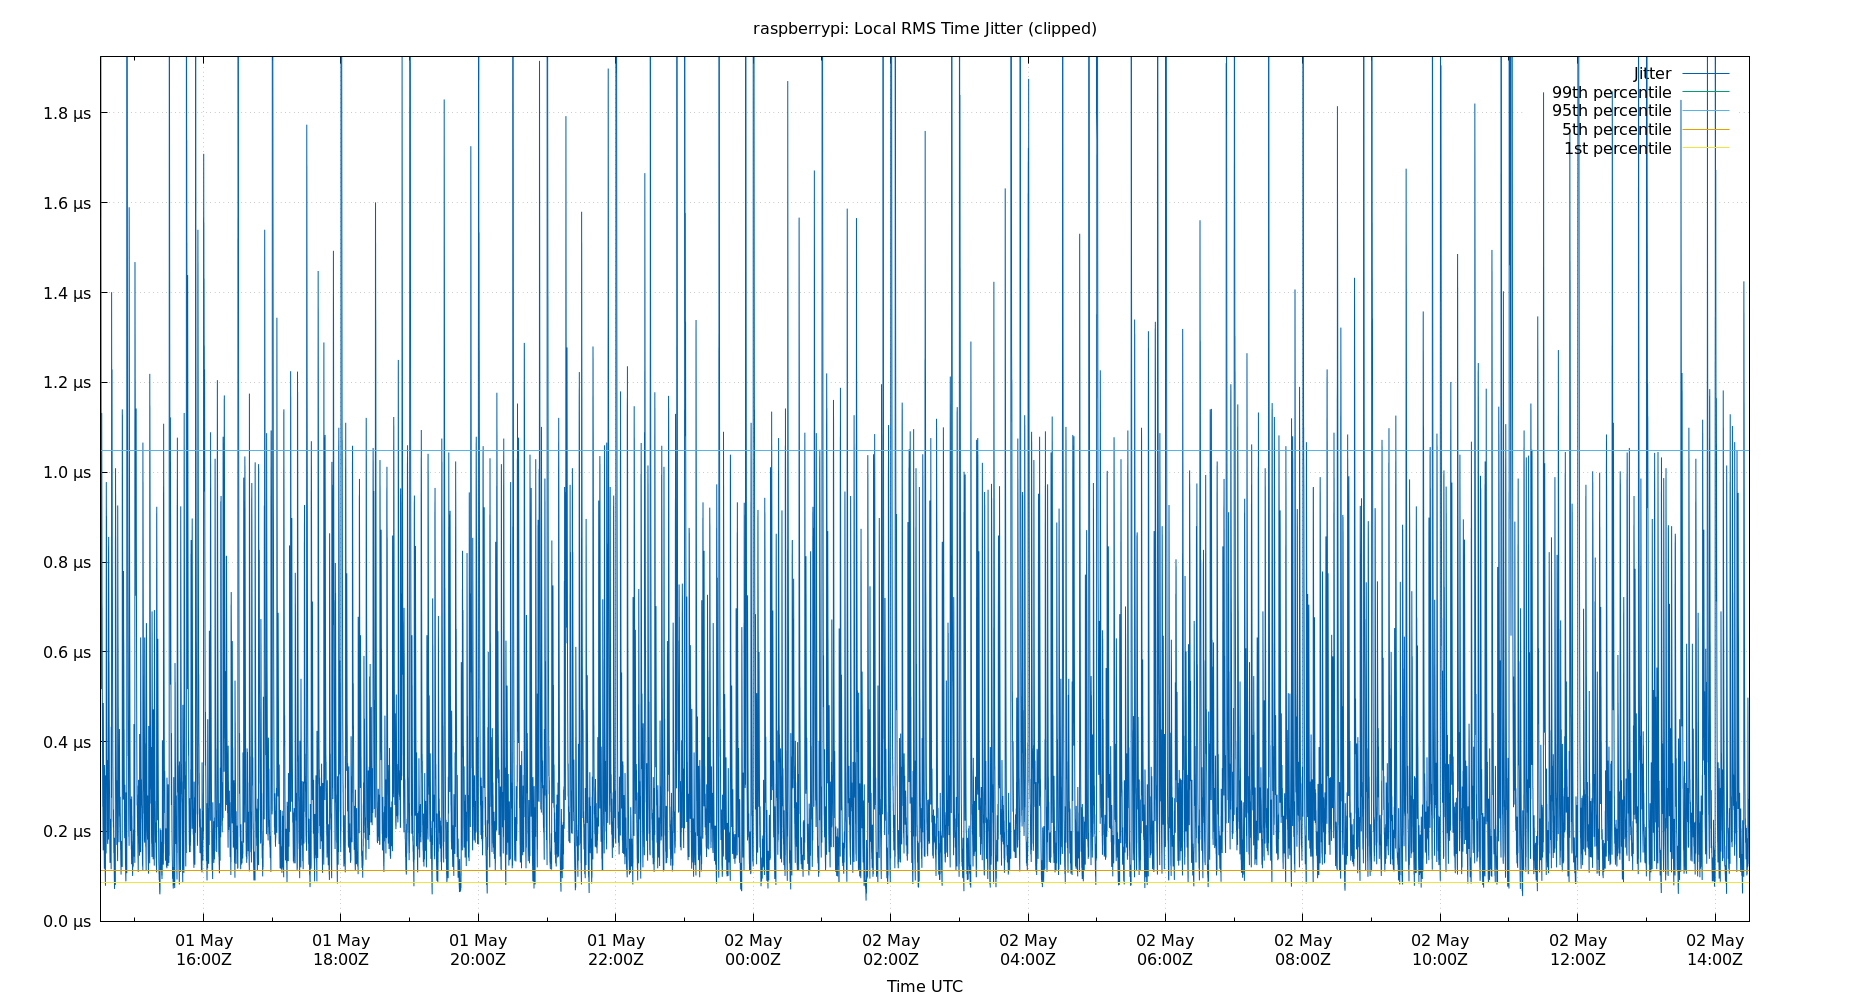 raspberrypi: Local RMS Time Jitter (clipped)
Jitter
99th percentile
95th percentile
5th percentile
1st percentile
1.8 µs
1.6 µs
1.4 µs
1.2 µs
1.0 µs
0.8 µs
0.6 µs
0.4 µs
0.2 µs
0.0 µs
01 May 01 May 01 May 01 May 02 May 02 May 02 May 02 May 02 May 02 May 02 May 02 May
16:00Z 18:00Z 20:00Z 22:00Z 00:00Z 02:00Z 04:00Z 06:00Z 08:00Z 10:00Z 12:00Z 14:00Z
Time UTC